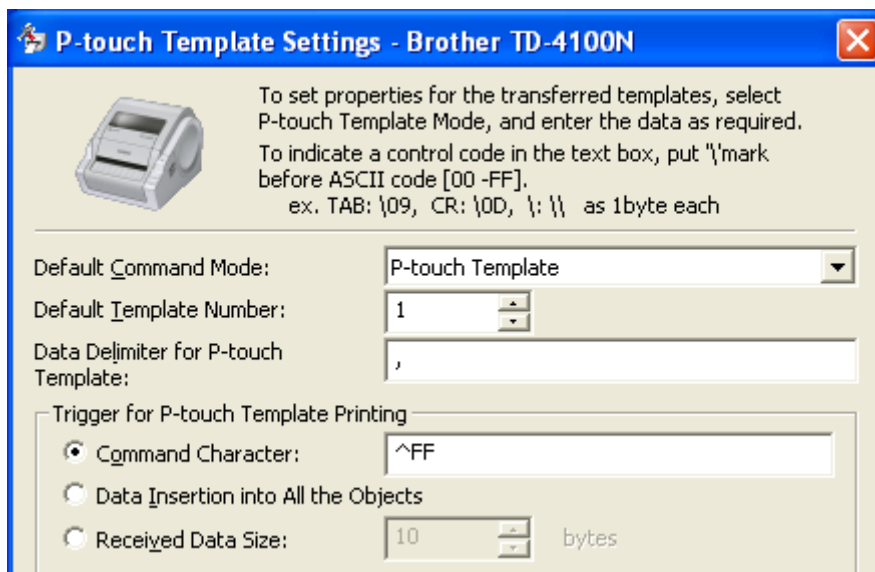 P-touch Template Settings - Brother TD-4100N
To set properties for the transferred templates, select
P-touch Template Mode, and enter the data as required.
To indicate a control code in the text box, put "\'mark
before ASCII code [00 -FF].
ex. TAB: \09, CR: \0D, \: \\ as 1byte each
Default Command Mode: P-touch Template
Default Template Number: 1
Data Delimiter for P-touch
Template: ,
Trigger for P-touch Template Printing
Command Character: ^FF
Data Insertion into All the Objects
Received Data Size: 10 bytes